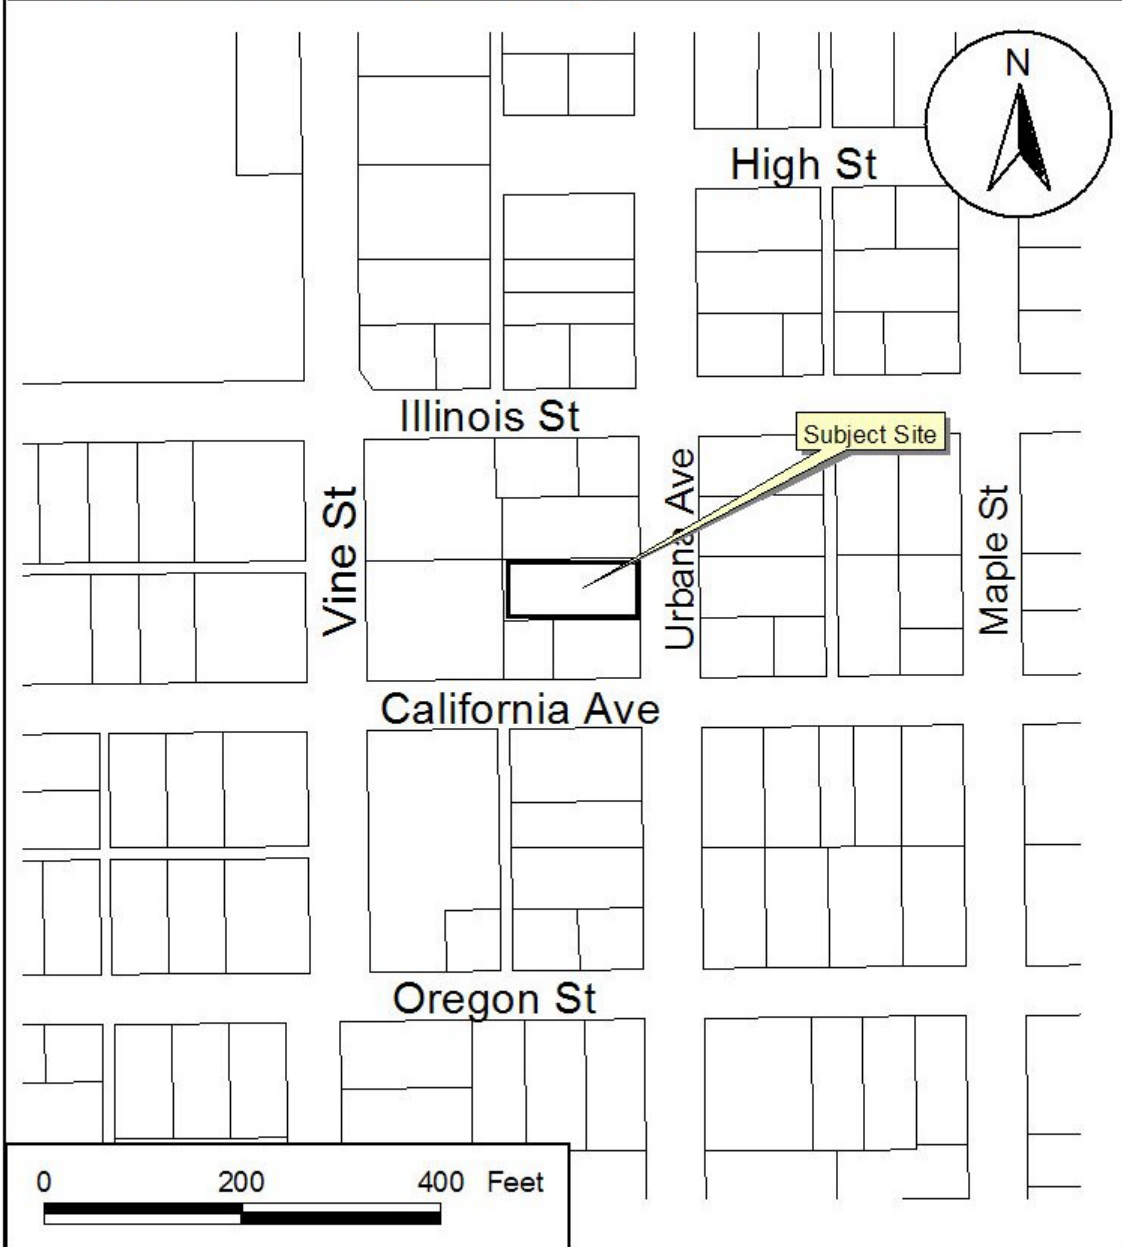 N
High St
Illinois St
Subject Site
Vine St
Urbana Ave
Maple St
California Ave
Oregon St
0 200 400 Feet